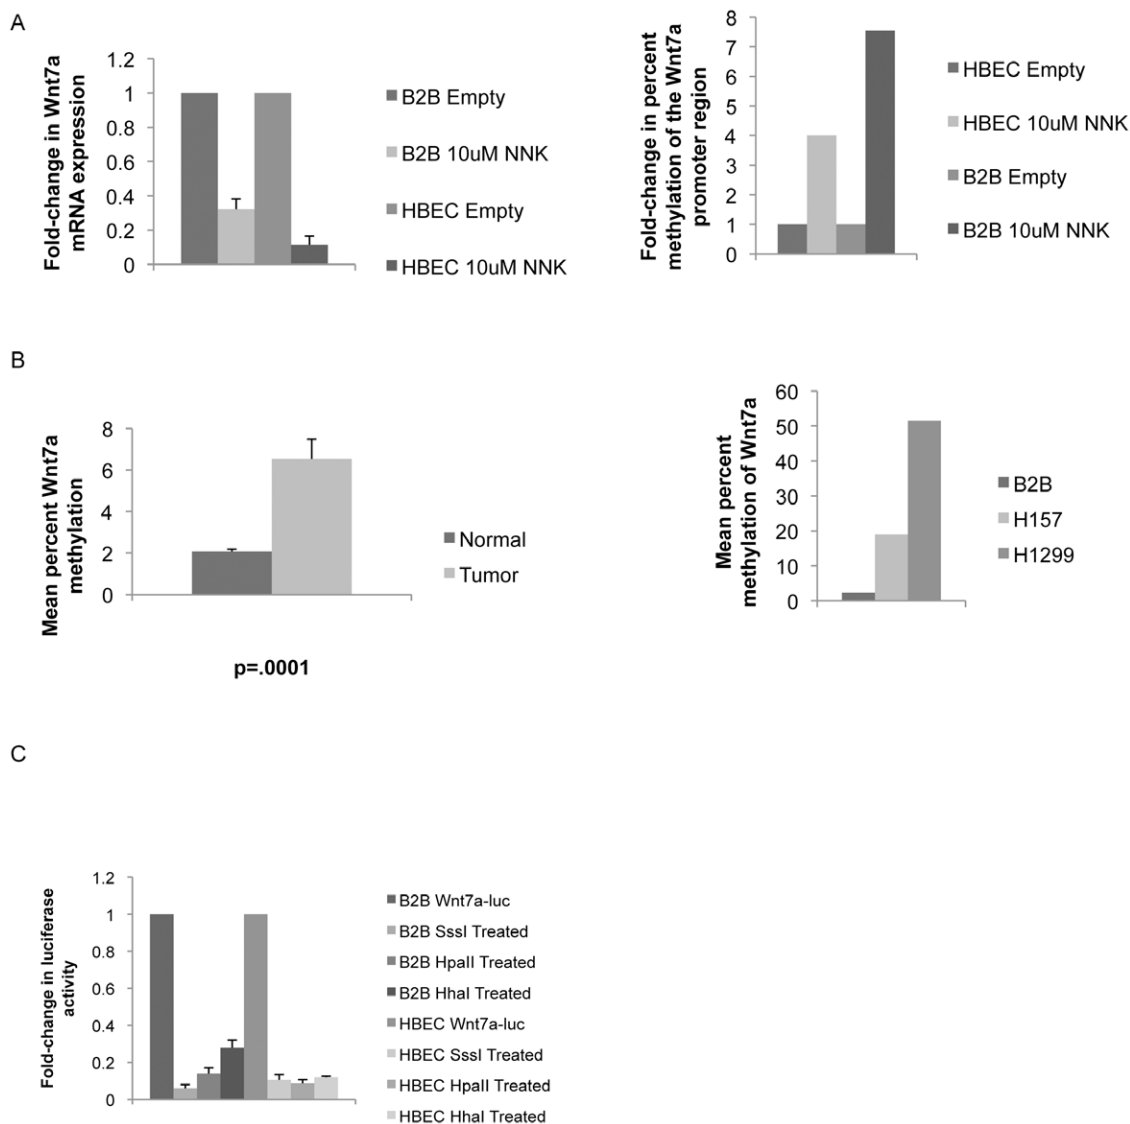 A
Fold-change in Wnt7a
mRNA expression
1.2
1
0.8
0.6
0.4
0.2
0
B2B Empty
B2B 10uM NNK
HBEC Empty
HBEC 10uM NNK
Fold-change in percent
methylation of the Wnt7a
promoter region
8
7
6
5
4
3
2
1
0
HBEC Empty
HBEC 10uM NNK
B2B Empty
B2B 10uM NNK
B
Mean percent Wnt7a
methylation
8
6
4
2
0
Normal
Tumor
p=.0001
Mean percent
methylation of Wnt7a
60
50
40
30
20
10
0
B2B
H157
H1299
C
Fold-change in luciferase
activity
1.2
1
0.8
0.6
0.4
0.2
0
B2B Wnt7a-luc
B2B SssI Treated
B2B HpaII Treated
B2B HhaI Treated
HBEC Wnt7a-luc
HBEC SssI Treated
HBEC HpaII Treated
HBEC HhaI Treated